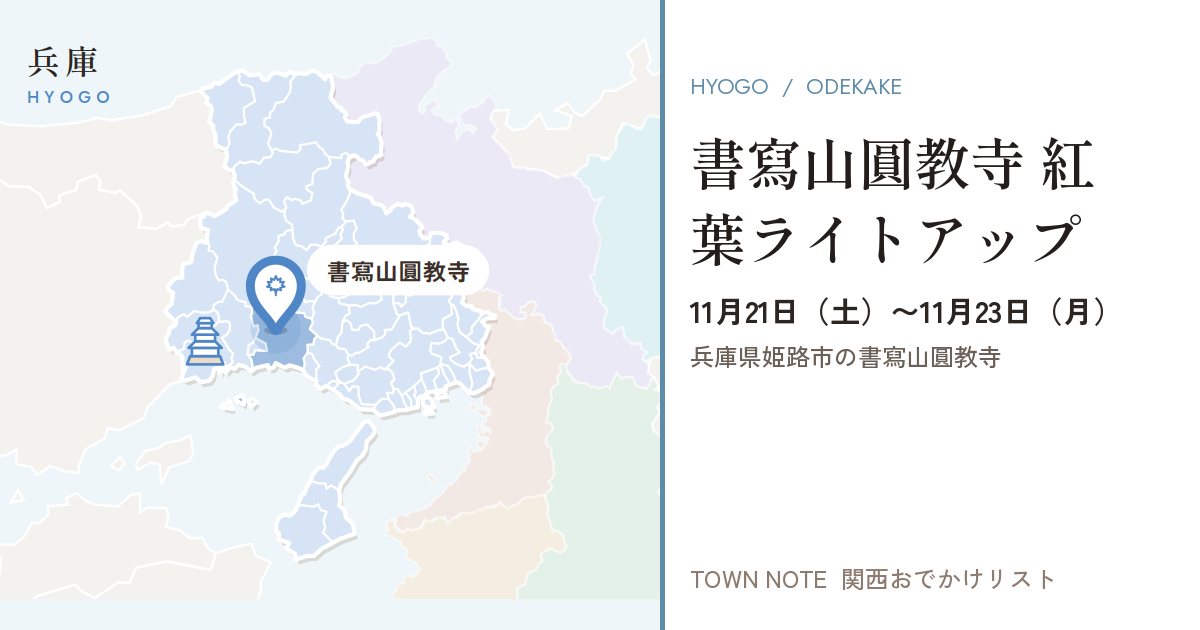 兵庫
HYOGO
書寫山圓教寺
HYOGO / ODEKAKE
書寫山圓教寺 紅
葉ライトアップ
11月21日（土）〜11月23日（月）
兵庫県姫路市の書寫山圓教寺
TOWN NOTE 関西おでかけリスト